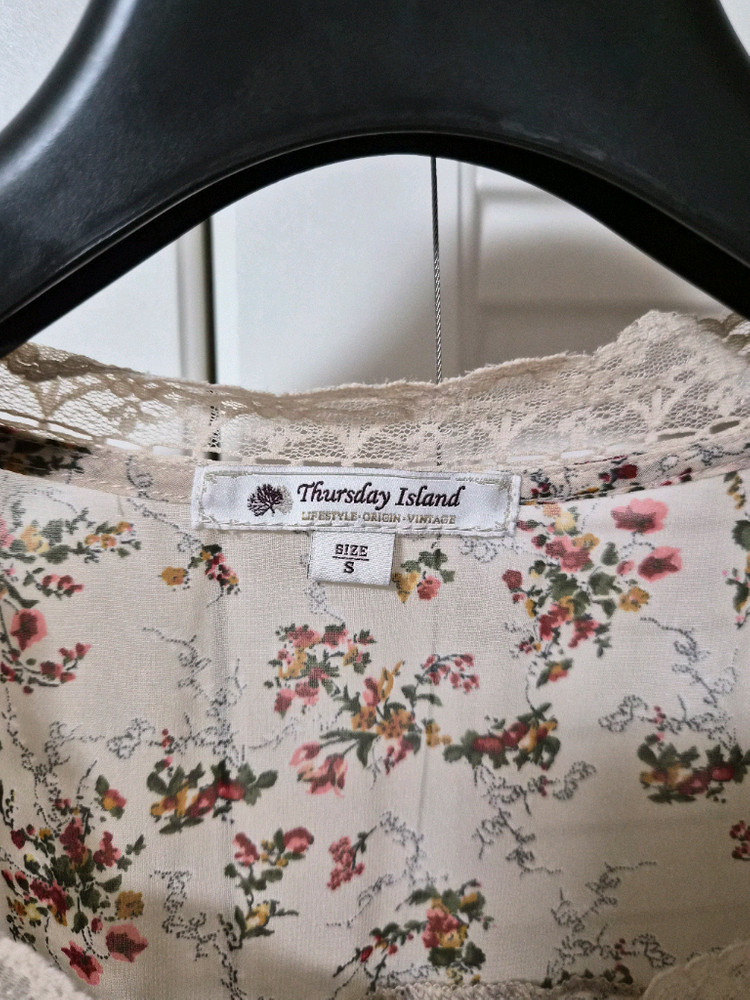 Thursday Island
LIFESTYLE·ORIGIN·VINTAGE
SIZE
S